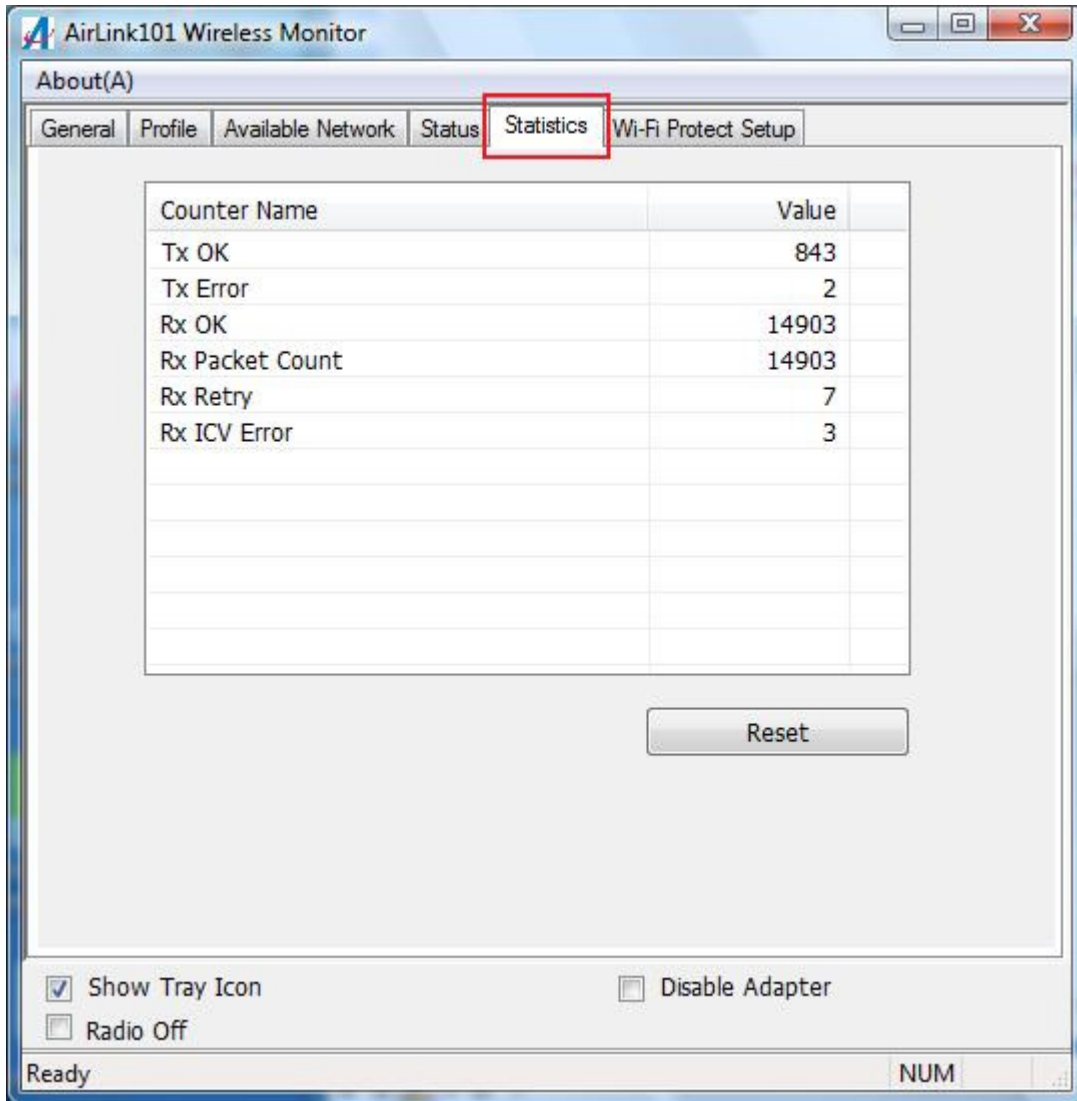 AirLink101 Wireless Monitor
About(A)
General Profile Available Network Status Statistics Wi-Fi Protect Setup
Counter Name Value
Tx OK 843
Tx Error 2
Rx OK 14903
Rx Packet Count 14903
Rx Retry 7
Rx ICV Error 3
Reset
Show Tray Icon Disable Adapter
Radio Off
Ready NUM